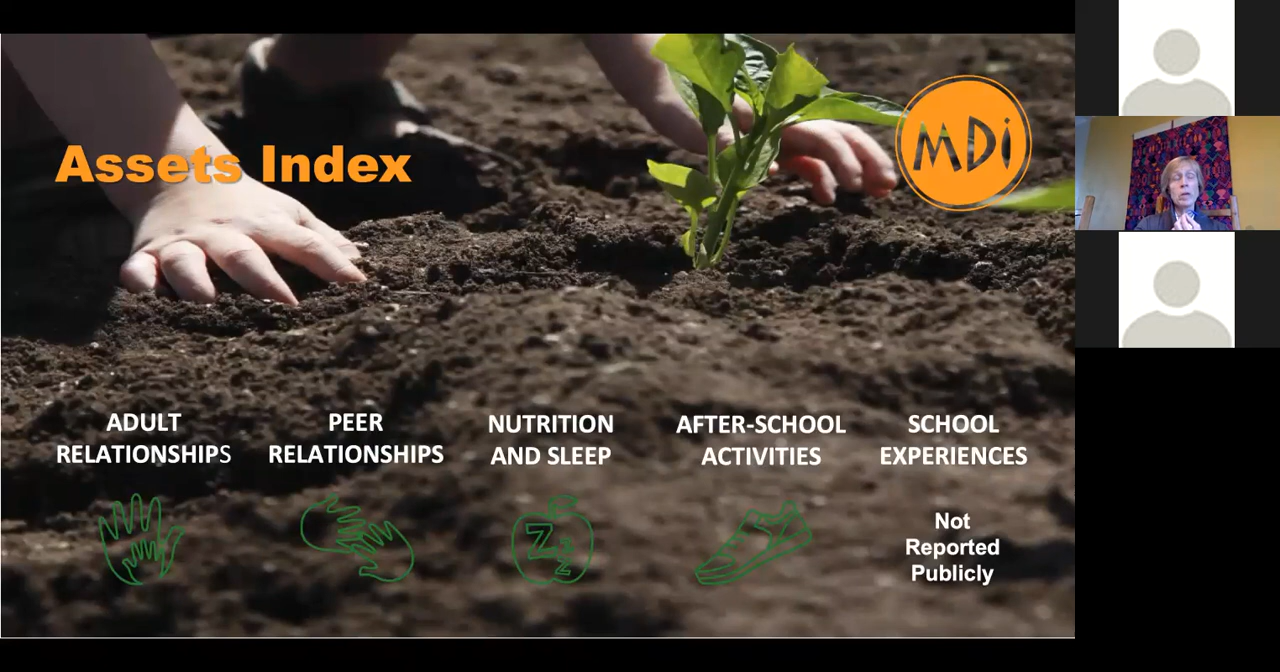 Assets Index
MDi
ADULT
RELATIONSHIPS
PEER
RELATIONSHIPS
NUTRITION
AND SLEEP
AFTER-SCHOOL
ACTIVITIES
SCHOOL
EXPERIENCES
Z
z
z
Not
Reported
Publicly